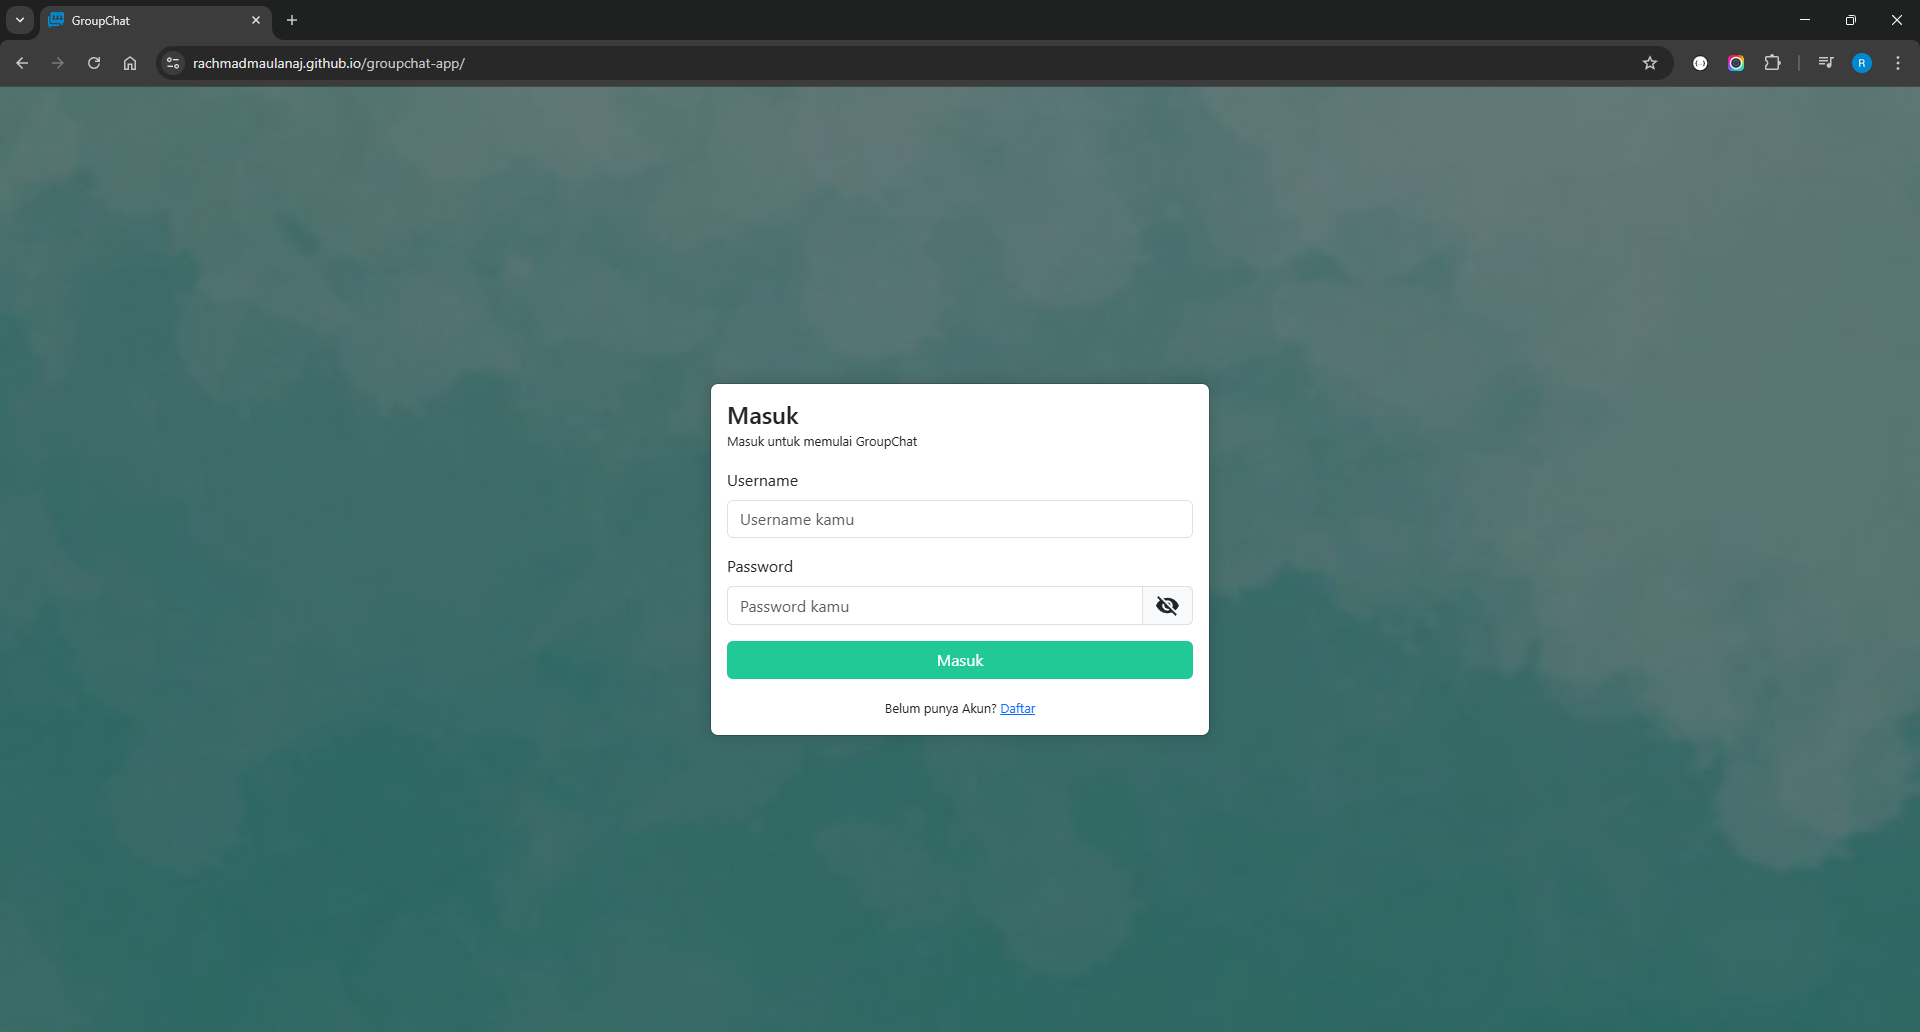 GroupChat
rachmadmaulanaj.github.io/groupchat-app/
R
Masuk
Masuk untuk memulai GroupChat
Username
Username kamu
Password
Password kamu
Masuk
Belum punya Akun? Daftar